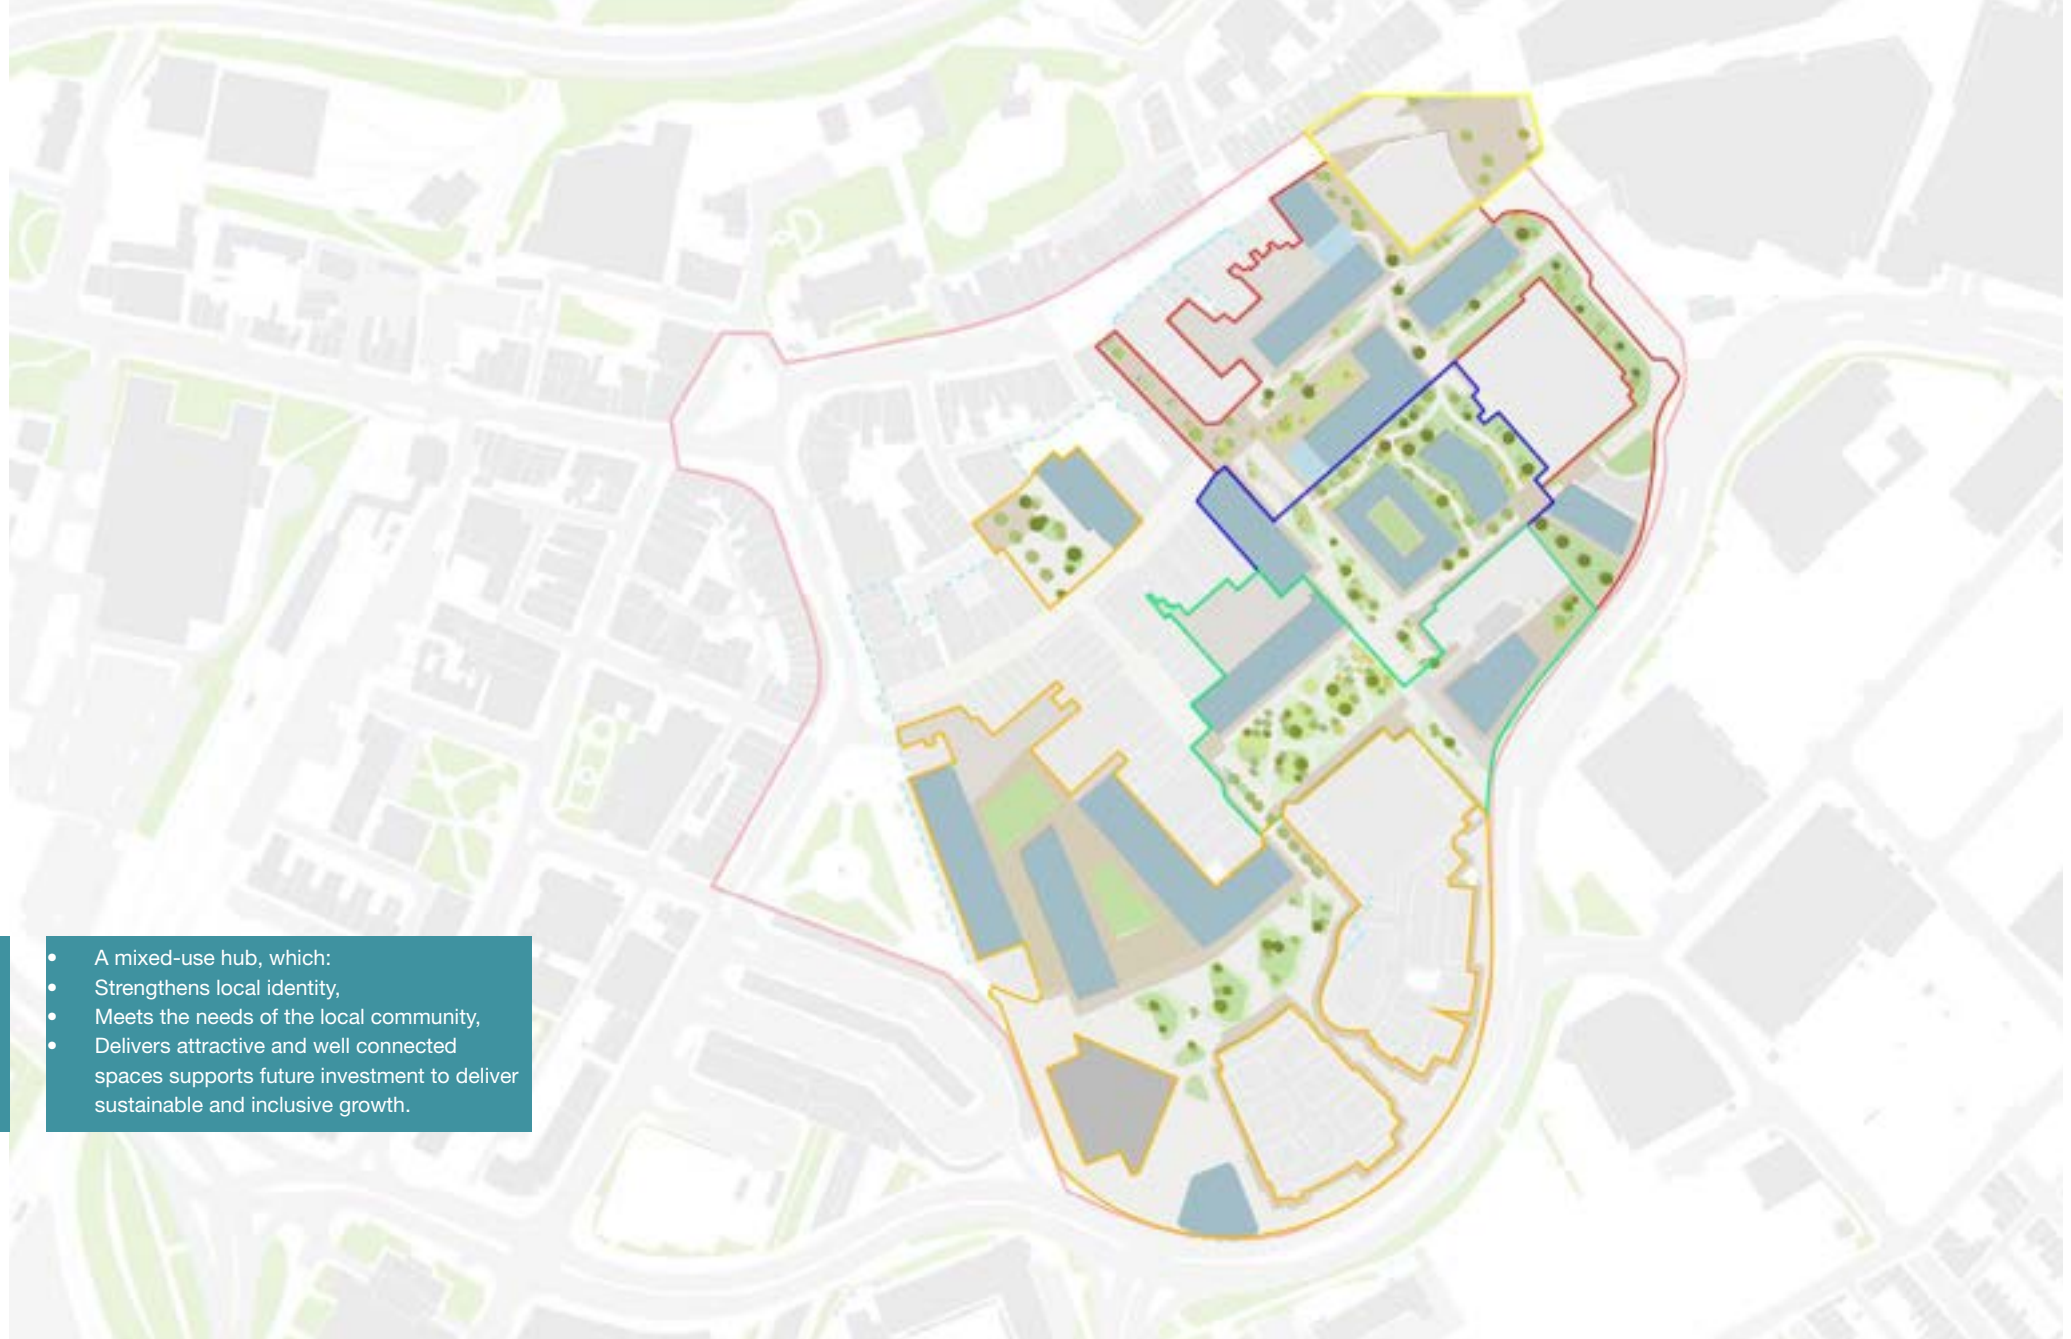 • A mixed-use hub, which:
• Strengthens local identity,
• Meets the needs of the local community,
• Delivers attractive and well connected
spaces supports future investment to deliver
sustainable and inclusive growth.